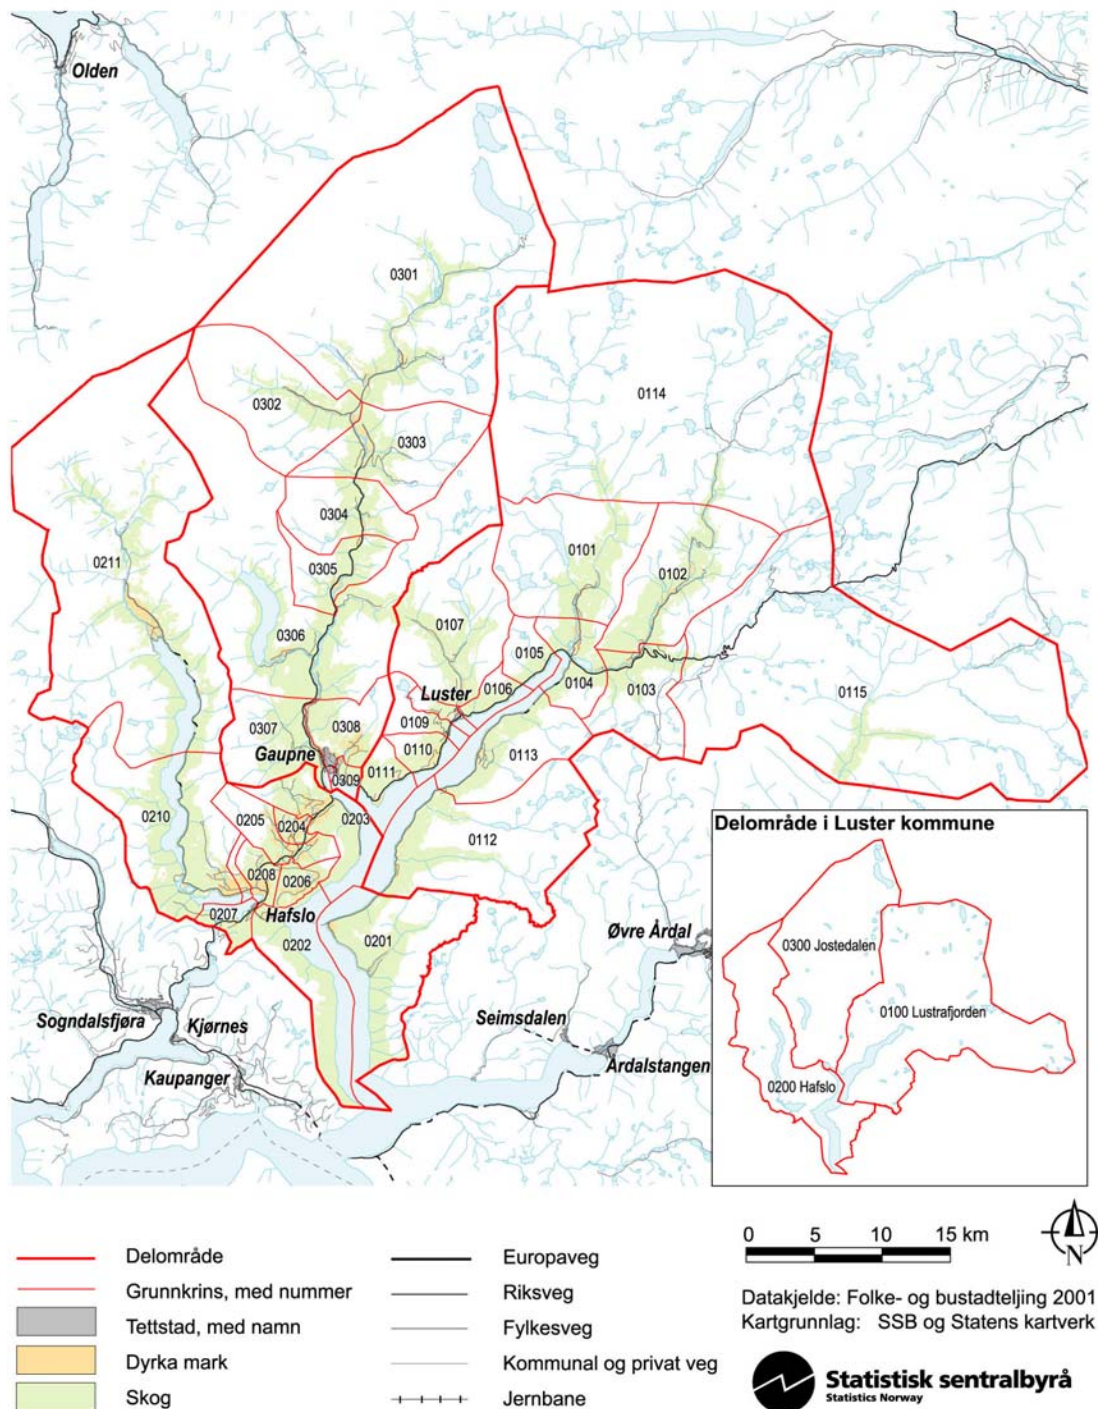 Olden
0301
0114
0302
0303
0304
0101
0211
0305
0102
0107
0306
0105
0106
0104
0103
0115
Luster
0109
0307
0308
0110
0113
Gaupne
0309
0111
0203
0205
0204
0210
0112
0208
0206
0207
Hafslo
0202
0201
Øvre Årdal
Sogndalsfjøra
Kjørnes
Seimsdalen
Kaupanger
Årdalstangen
Delområde i Luster kommune
0300 Jostedalen
0100 Lustrafjorden
0200 Hafslo
Delområde
Grunnkrins, med nummer
Tettstad, med namn
Dyrka mark
Skog
Europaveg
Riksveg
Fylkesveg
Kommunal og privat veg
Jernbane
0 5 10 15 km
N
Datakjelde: Folke- og bustadteljing 2001
Kartgrunnlag: SSB og Statens kartverk
Statistisk sentralbyrå
Statistics Norway